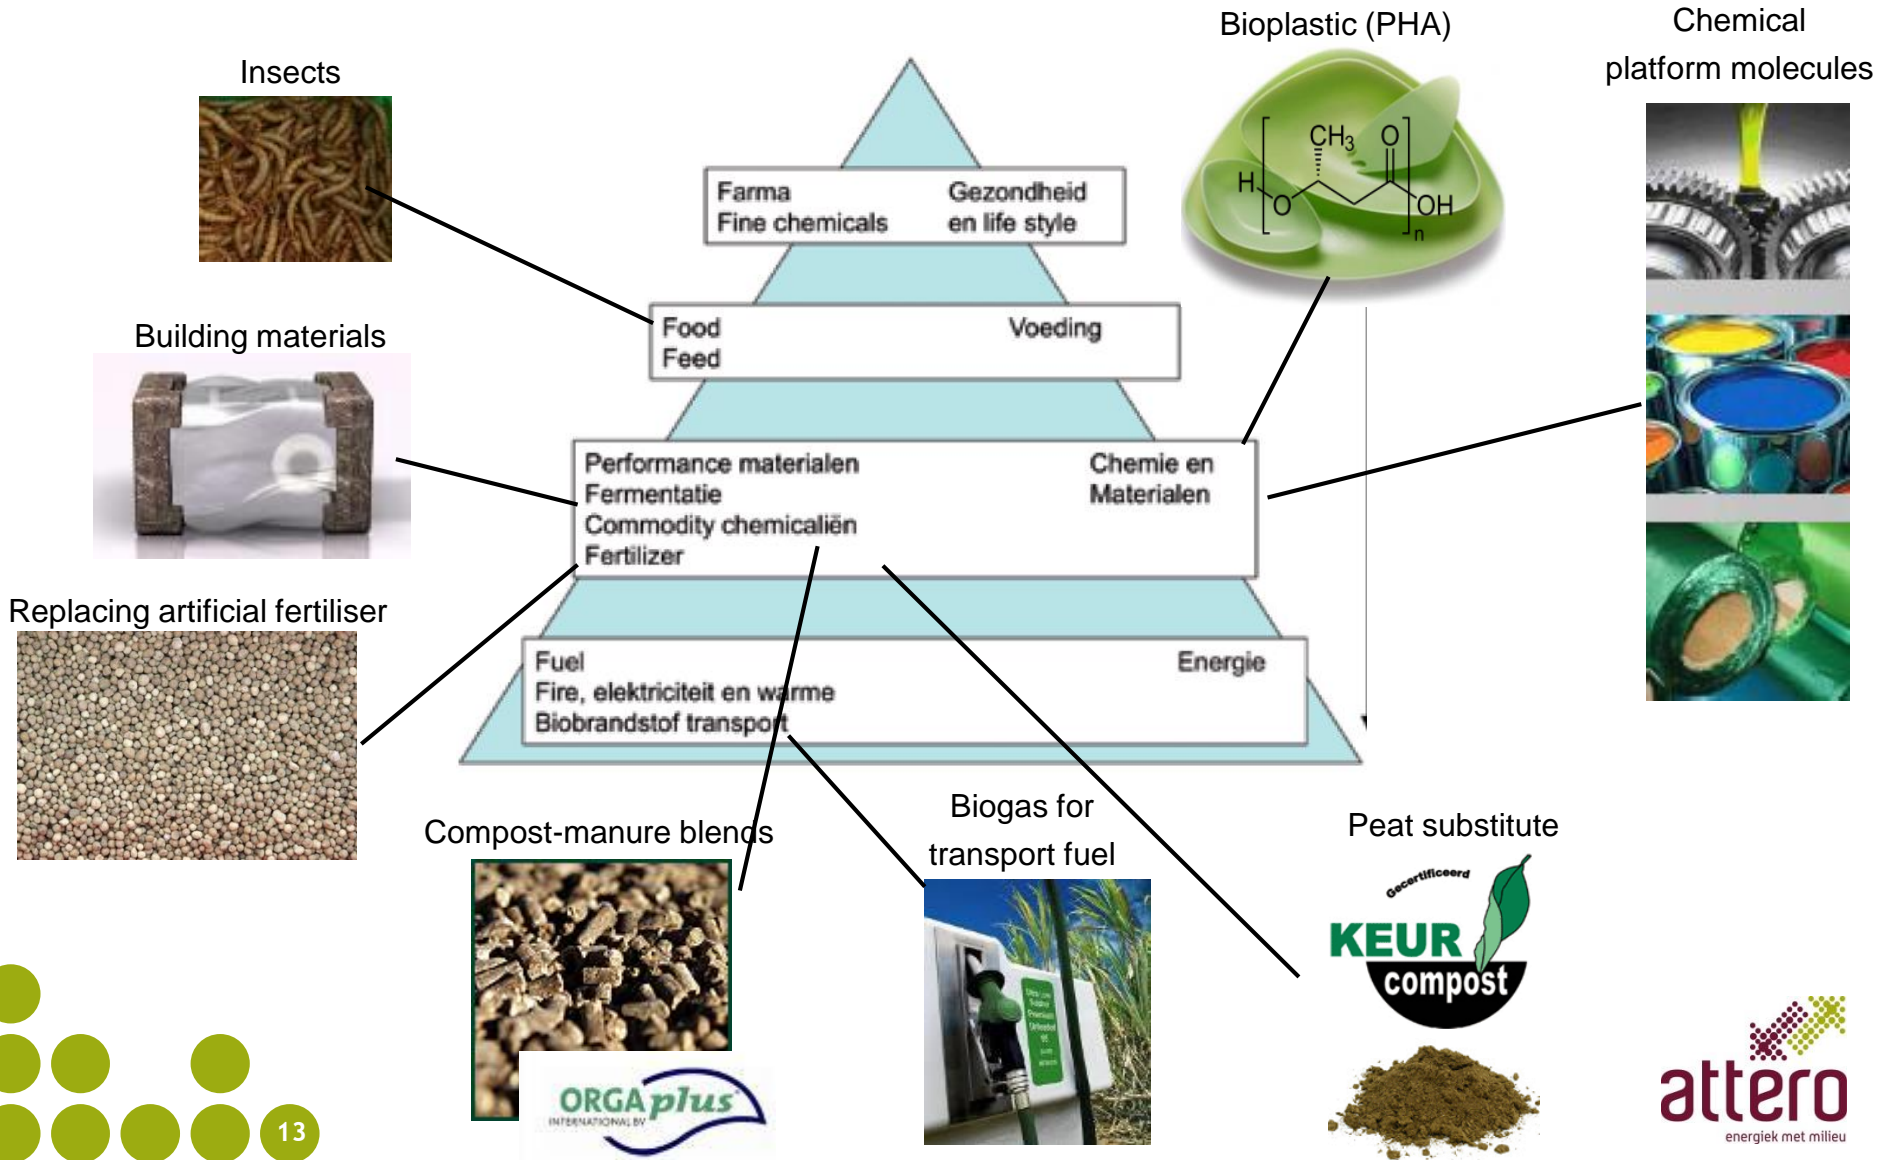 Bioplastic (PHA)
Chemical
platform molecules
Insects
CH3 O
H O OH
n
Farma Gezondheid
Fine chemicals en life style
Food Voeding
Feed
Building materials
Performance materialen Chemie en
Fermentatie Materialen
Commodity chemicaliën
Fertilizer
Replacing artificial fertiliser
Fuel Energie
Fire, elektriciteit en warme
Biobrandstof transport
Compost-manure blends
Biogas for
transport fuel
Peat substitute
Gecertificeerd
KEUR
compost
ORGAplus
INTERNATIONAL BV
attero
energiek met milieu
13